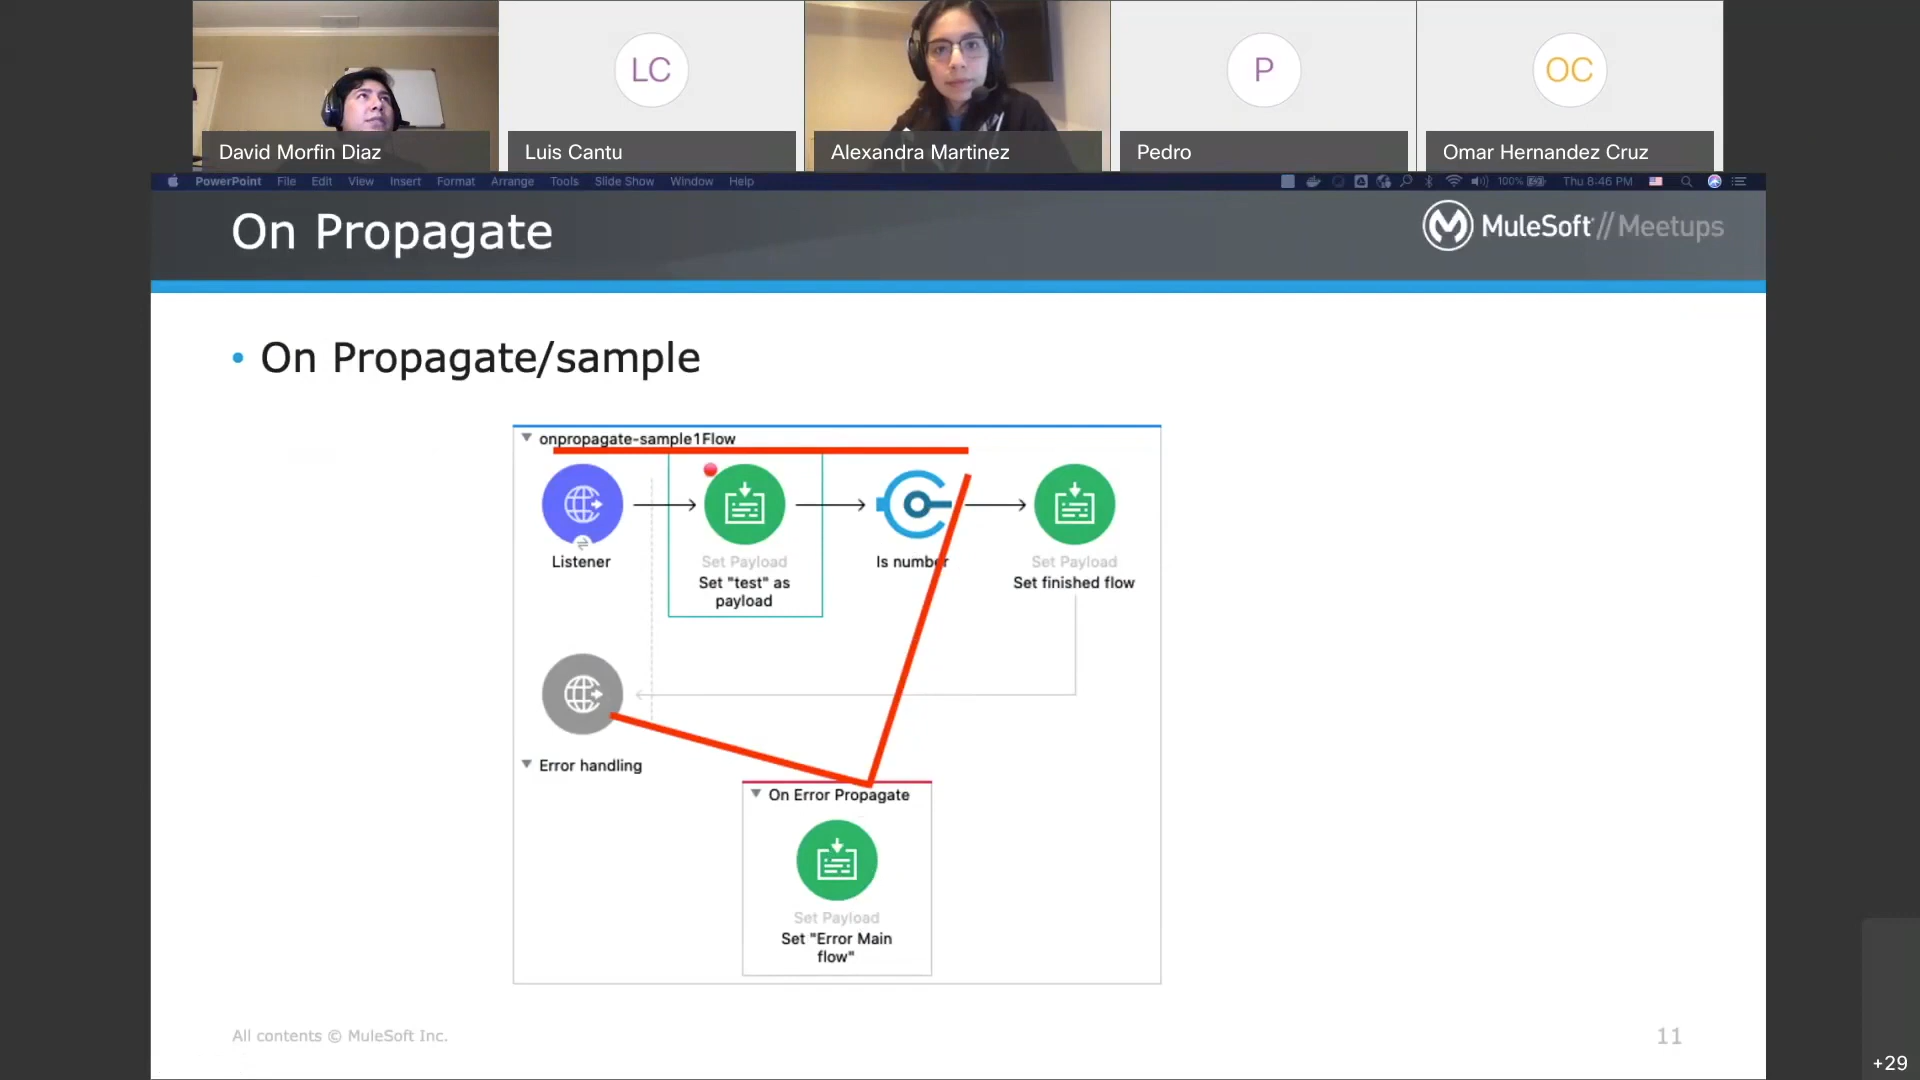 LC
P
OC
David Morfin Diaz
Luis Cantu
Alexandra Martinez
Pedro
Omar Hernandez Cruz
PowerPoint File Edit View Insert Format Arrange Tools Slide Show Window Help
100% Thu 8:46 PM
On Propagate
MuleSoft // Meetups
• On Propagate/sample
onpropagate-sample1Flow
Listener
Set Payload
Set "test" as
payload
Is number
Set Payload
Set finished flow
Error handling
On Error Propagate
Set Payload
Set "Error Main
flow"
All contents © MuleSoft Inc.
11
+29